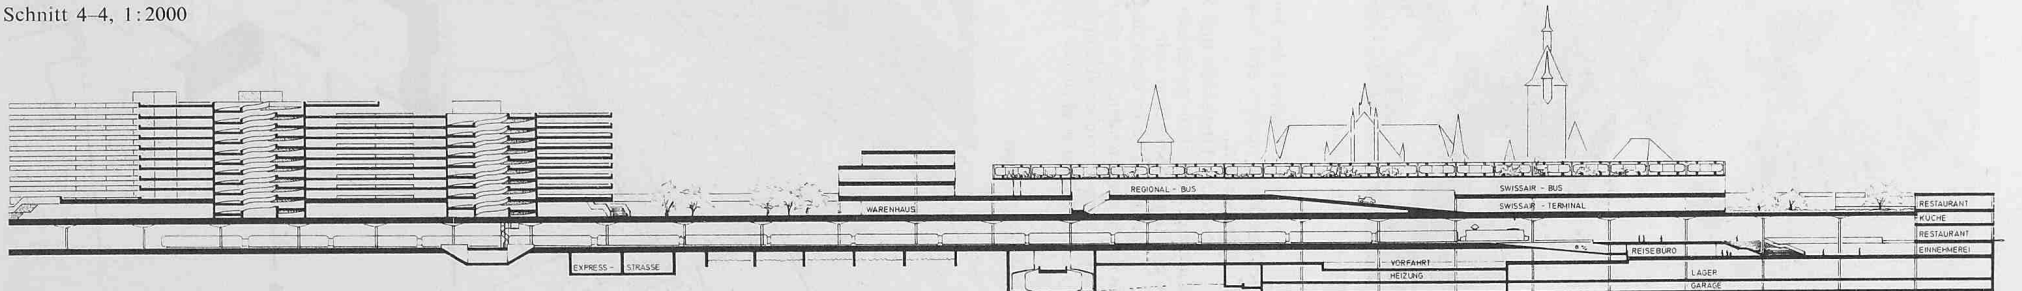 Schnitt 4–4, 1:2000
REGIONAL - BUS
SWISSAIR - BUS
WARENHAUS
SWISSAIR - TERMINAL
RESTAURANT
KÜCHE
RESTAURANT
REISEBÜRO
EINNEHMEREI
EXPRESS - STRASSE
VORFAHRT
HEIZUNG
LAGER
GARAGE